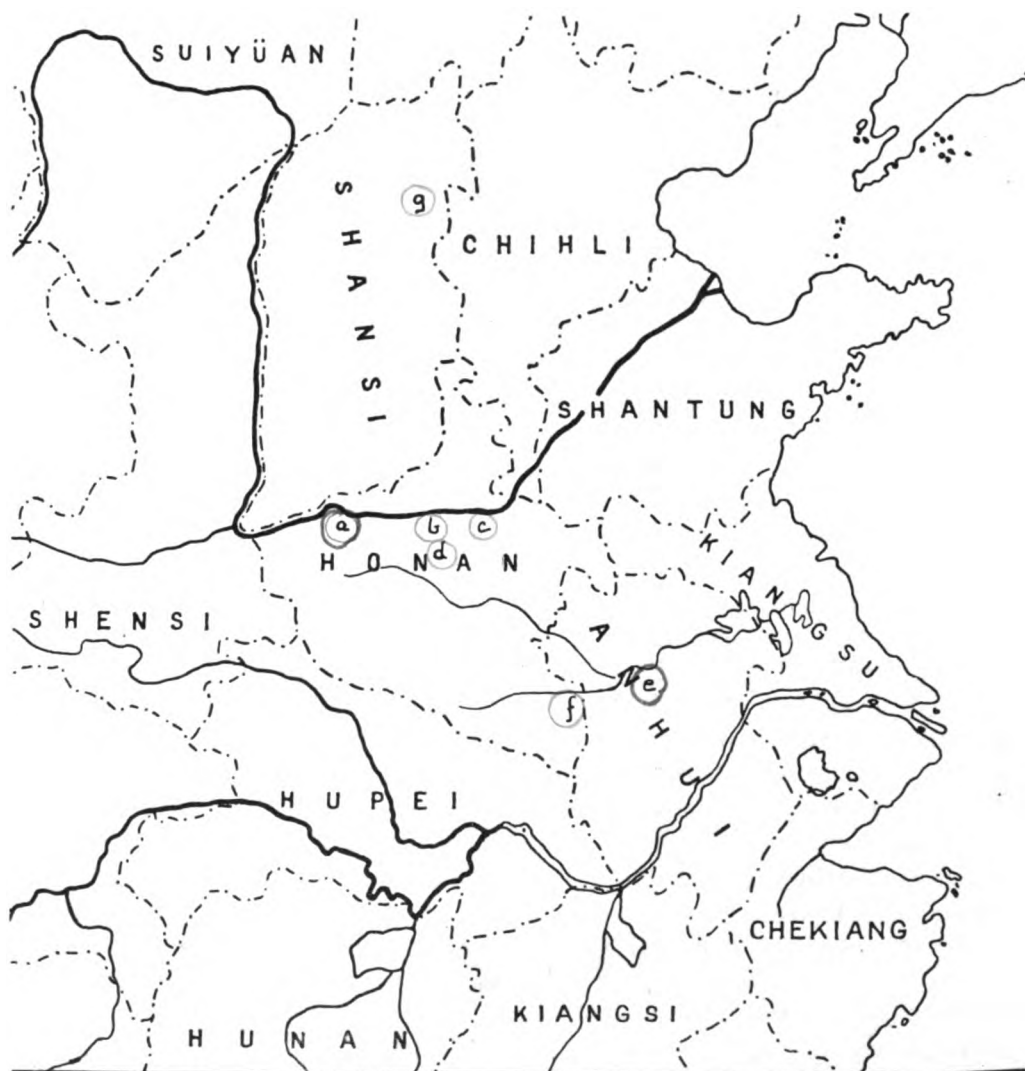 SUIYÜAN
SHANSI
g
CHIHLI
SHANTUNG
a
b
c
d
HONAN
KIANGSU
SHENSI
ANHUI
e
f
HUPEI
CHEKIANG
KIANGSI
HUNAN